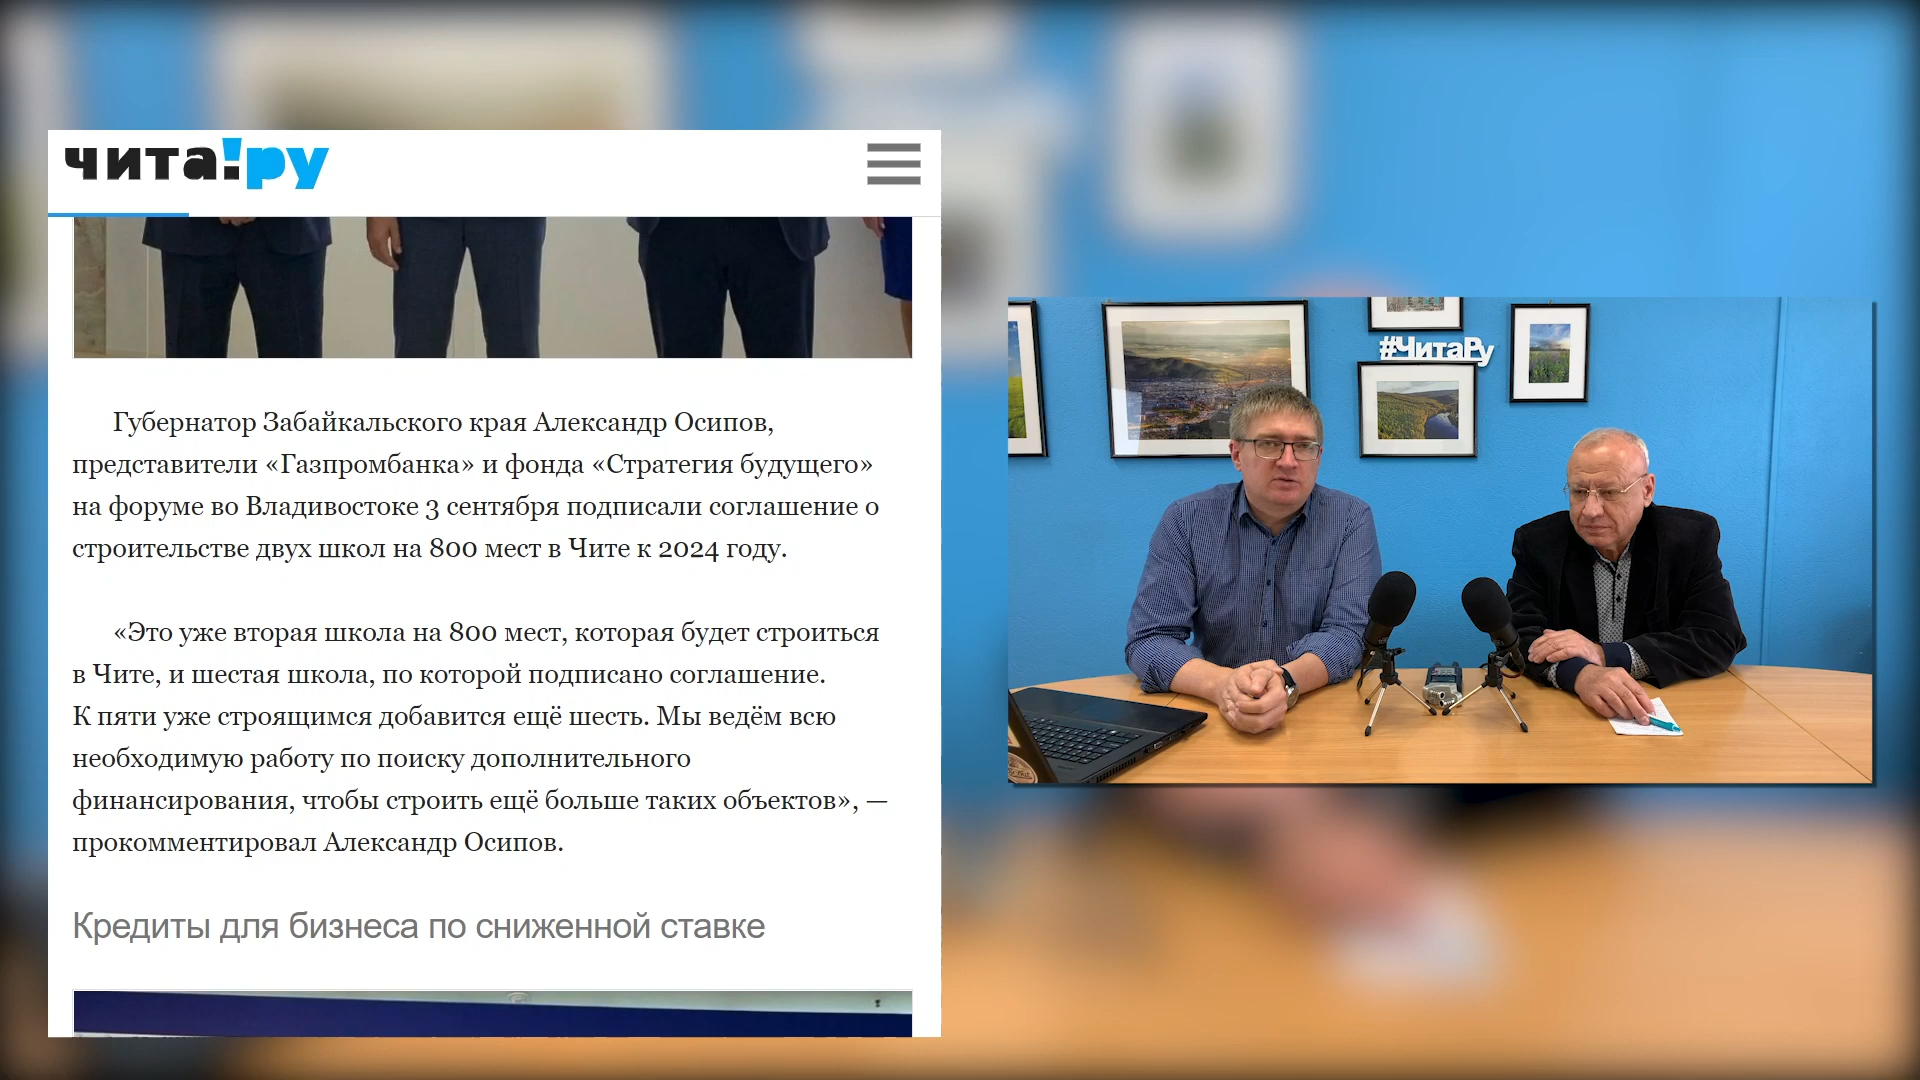 чита!ру
Губернатор Забайкальского края Александр Осипов,
представители «Газпромбанка» и фонда «Стратегия будущего»
на форуме во Владивостоке 3 сентября подписали соглашение о
строительстве двух школ на 800 мест в Чите к 2024 году.
«Это уже вторая школа на 800 мест, которая будет строиться
в Чите, и шестая школа, по которой подписано соглашение.
К пяти уже строящимся добавится ещё шесть. Мы ведём всю
необходимую работу по поиску дополнительного
финансирования, чтобы строить ещё больше таких объектов», —
прокомментировал Александр Осипов.
Кредиты для бизнеса по сниженной ставке
#ЧитаРу